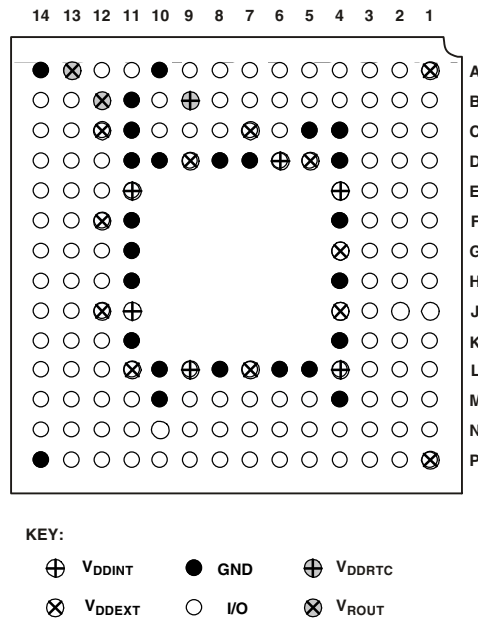 14 13 12 11 10 9 8 7 6 5 4 3 2 1
A
B
C
D
E
F
G
H
J
K
L
M
N
P
KEY:
VDDINT GND VDDRTC
VDDEXT I/O VROUT